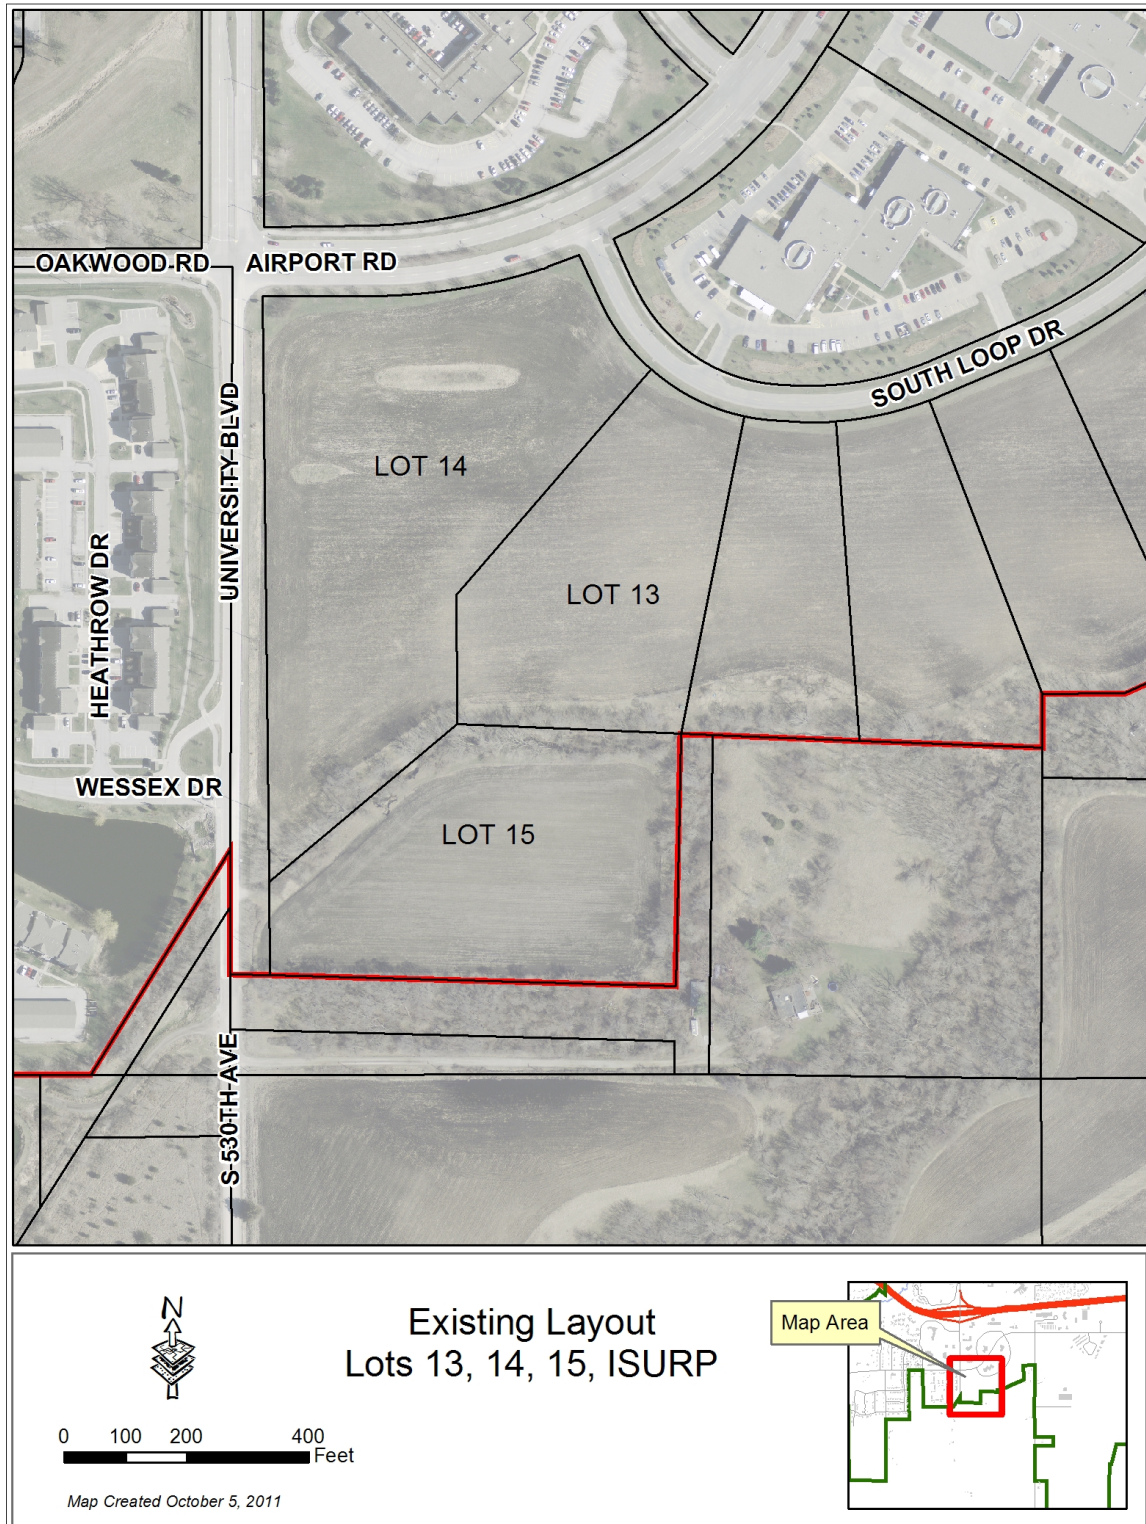 OAKWOOD RD
AIRPORT RD
SOUTH LOOP DR
UNIVERSITY BLVD
LOT 14
HEATHROW DR
LOT 13
WESSEX DR
LOT 15
S 530TH AVE
N
Existing Layout
Lots 13, 14, 15, ISURP
Map Area
0 100 200 400
Feet
Map Created October 5, 2011